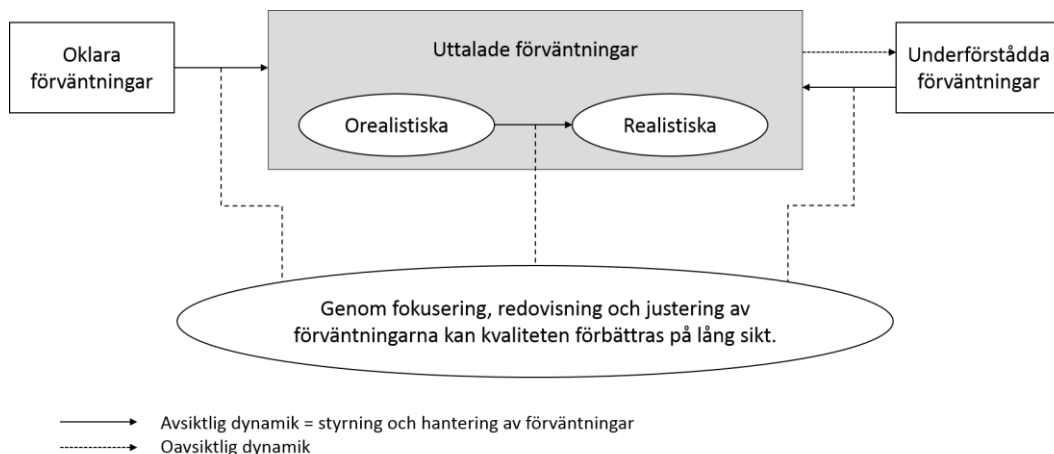 Oklara
förväntningar
Uttalade förväntningar
Orealistiska
Realistiska
Underförstådda
förväntningar
Genom fokusering, redovisning och justering av
förväntningarna kan kvaliteten förbättras på lång sikt.
Avsiktlig dynamik = styrning och hantering av förväntningar
Oavsiktlig dynamik